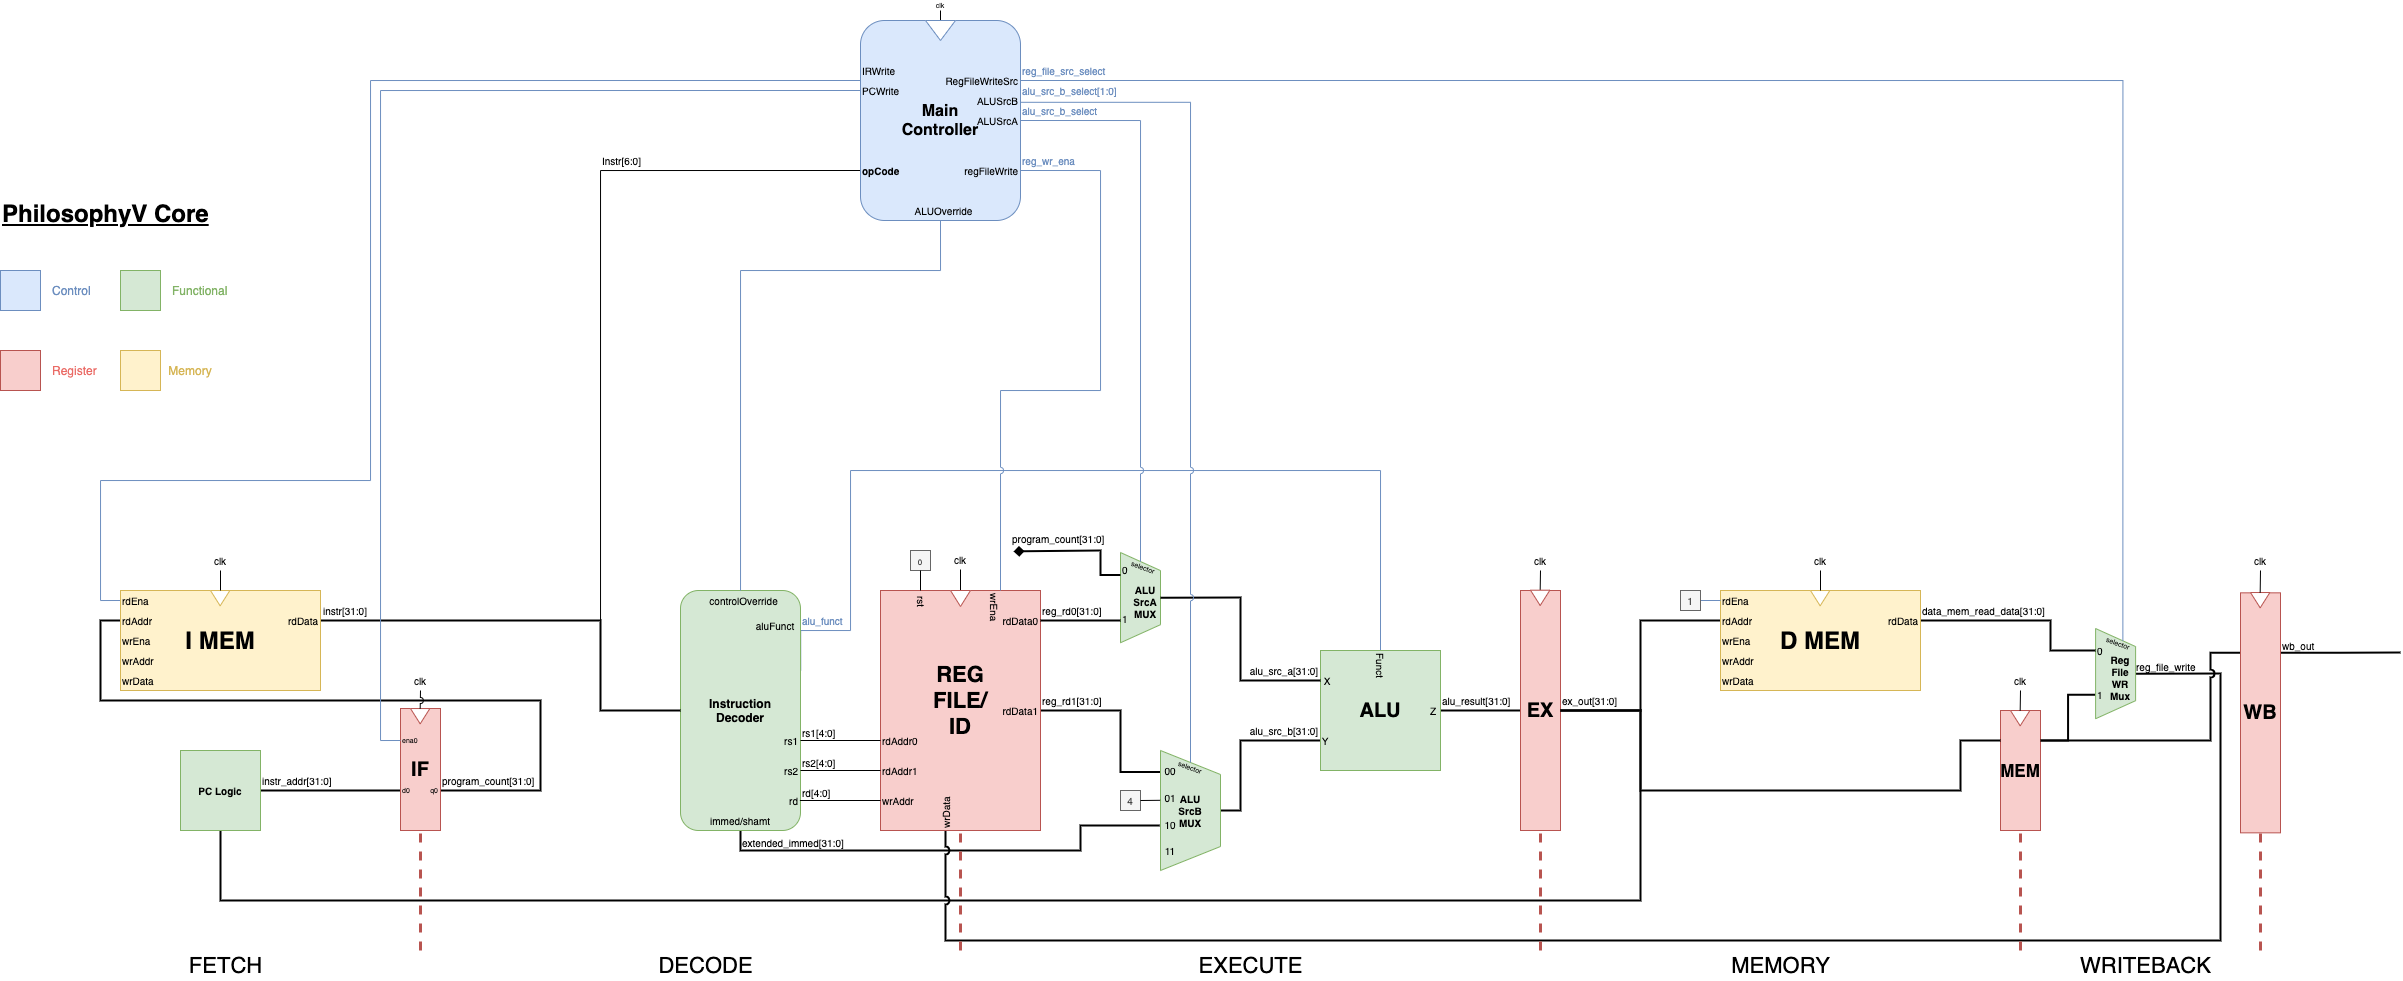 clk
IRWrite
PCWrite
RegFileWriteSrc
ALUSrcB
ALUSrcA
Main
Controller
opCode
regFileWrite
ALUOverride
reg_file_src_select
alu_src_b_select[1:0]
alu_src_b_select
reg_wr_ena
Instr[6:0]
PhilosophyV Core
Control
Functional
Register
Memory
clk
rdEna
rdAddr
wrEna
wrAddr
wrData
I MEM
rdData
instr[31:0]
clk
ena0
IF
d0
q0
PC Logic
instr_addr[31:0]
program_count[31:0]
controlOverride
aluFunct
alu_funct
Instruction
Decoder
rs1
rs2
rd
immed/shamt
rs1[4:0]
rs2[4:0]
rd[4:0]
extended_immed[31:0]
0
clk
rst
wrEna
rdData0
REG
FILE/
ID
rdData1
rdAddr0
rdAddr1
wrAddr
wrData
reg_rd0[31:0]
reg_rd1[31:0]
program_count[31:0]
selector
0
ALU
SrcA
MUX
1
selector
00
01
10
11
ALU
SrcB
MUX
4
alu_src_a[31:0]
alu_src_b[31:0]
Funct
X
Y
ALU
Z
alu_result[31:0]
clk
EX
ex_out[31:0]
1
clk
rdEna
rdAddr
wrEna
wrAddr
wrData
D MEM
rdData
data_mem_read_data[31:0]
clk
MEM
selector
0
Reg
File
WR
Mux
1
reg_file_write
clk
WB
wb_out
FETCH
DECODE
EXECUTE
MEMORY
WRITEBACK